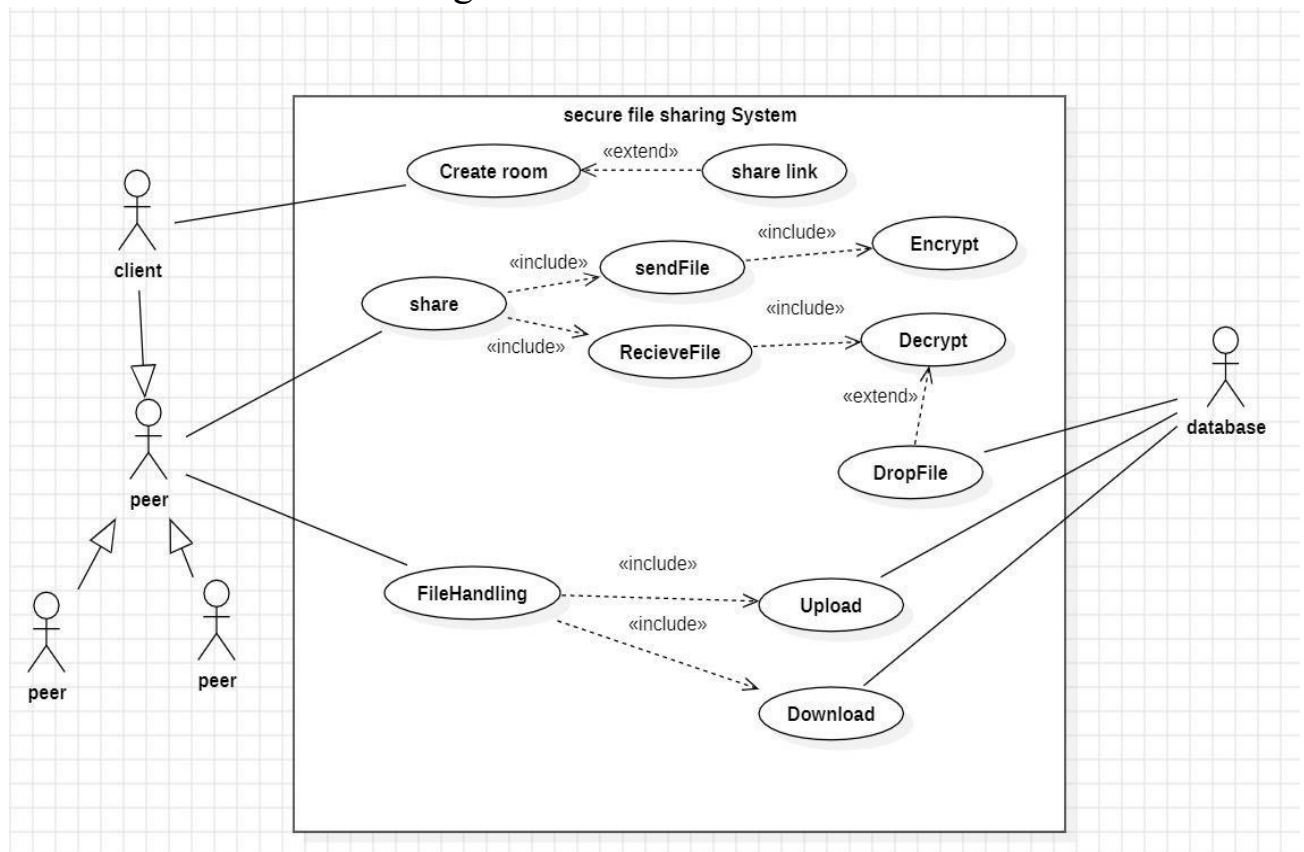 secure file sharing System
Create room
«extend»
share link
client
share
«include»
sendFile
«include»
Encrypt
«include»
RecieveFile
«include»
Decrypt
«extend»
DropFile
database
peer
peer
peer
FileHandling
«include»
Upload
«include»
Download